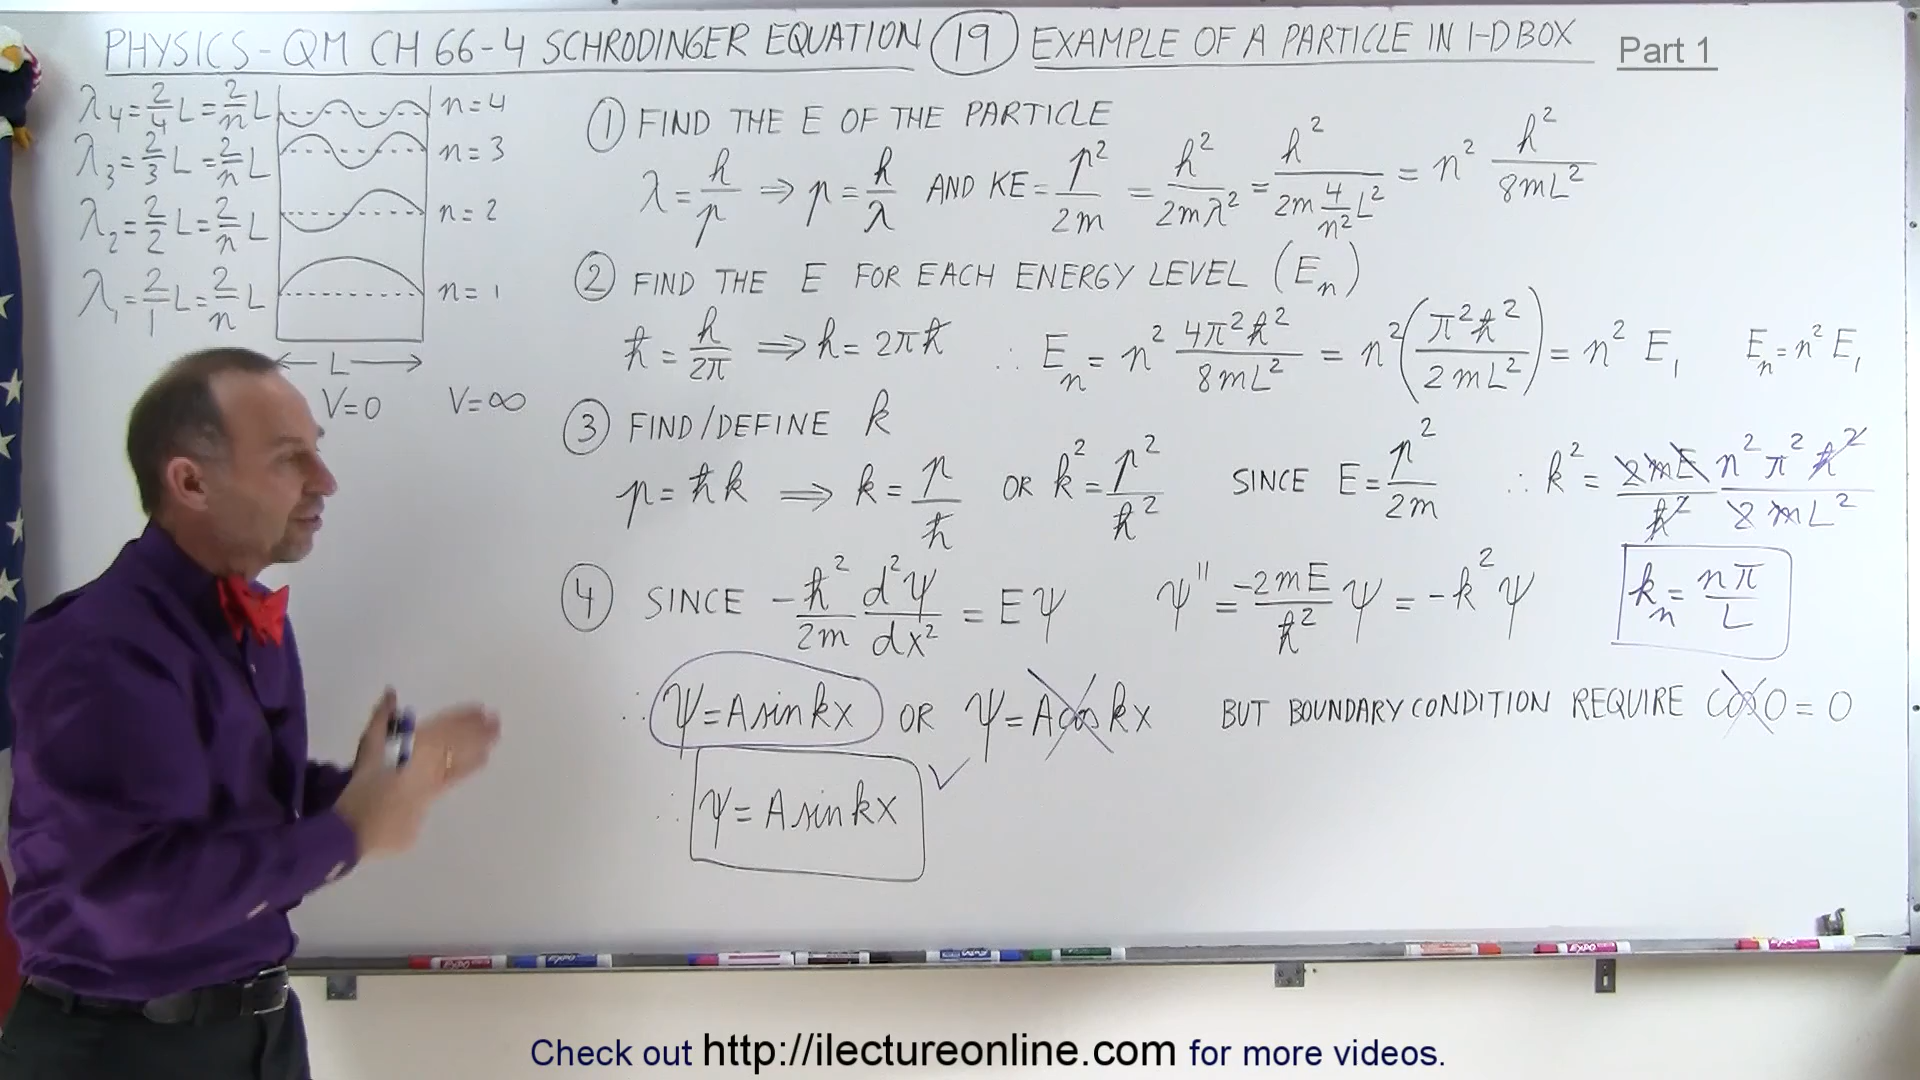 PHYSICS - QM CH 66-4 SCHRODINGER EQUATION (19) EXAMPLE OF A PARTICLE IN 1-D BOX Part 1
λ₄ = 2/4 L = 2/n L n = 4
λ₃ = 2/3 L = 2/n L n = 3
λ₂ = 2/2 L = 2/n L n = 2
λ₁ = 2/1 L = 2/n L n = 1
L
V=0 V=∞
① FIND THE E OF THE PARTICLE
λ = h/p ⇒ p = h/λ AND KE = p²/2m = h²/2mλ² = h²/(2m 4/n² L²) = n² h²/8mL²
② FIND THE E FOR EACH ENERGY LEVEL (Eₙ)
ħ = h/2π ⇒ h = 2πħ ∴ Eₙ = n² 4π²ħ²/8mL² = n² (π²ħ²/2mL²) = n² E₁ Eₙ = n² E₁
③ FIND/DEFINE k
p = ħk ⇒ k = p/ħ OR k² = p²/ħ² SINCE E = p²/2m ∴ k² = 2mE/ħ² n²π²ħ²/2mL²
④ SINCE -ħ²/2m d²ψ/dx² = Eψ ψ'' = -2mE/ħ² ψ = -k²ψ kₙ = nπ/L
∴ ψ = A sin kx OR ψ = A cos kx BUT BOUNDARY CONDITION REQUIRE cos 0 = 0
∴ ψ = A sin kx ✓
EXPO
EXPO
EXPO
EXPO
Check out http://ilectureonline.com for more videos.